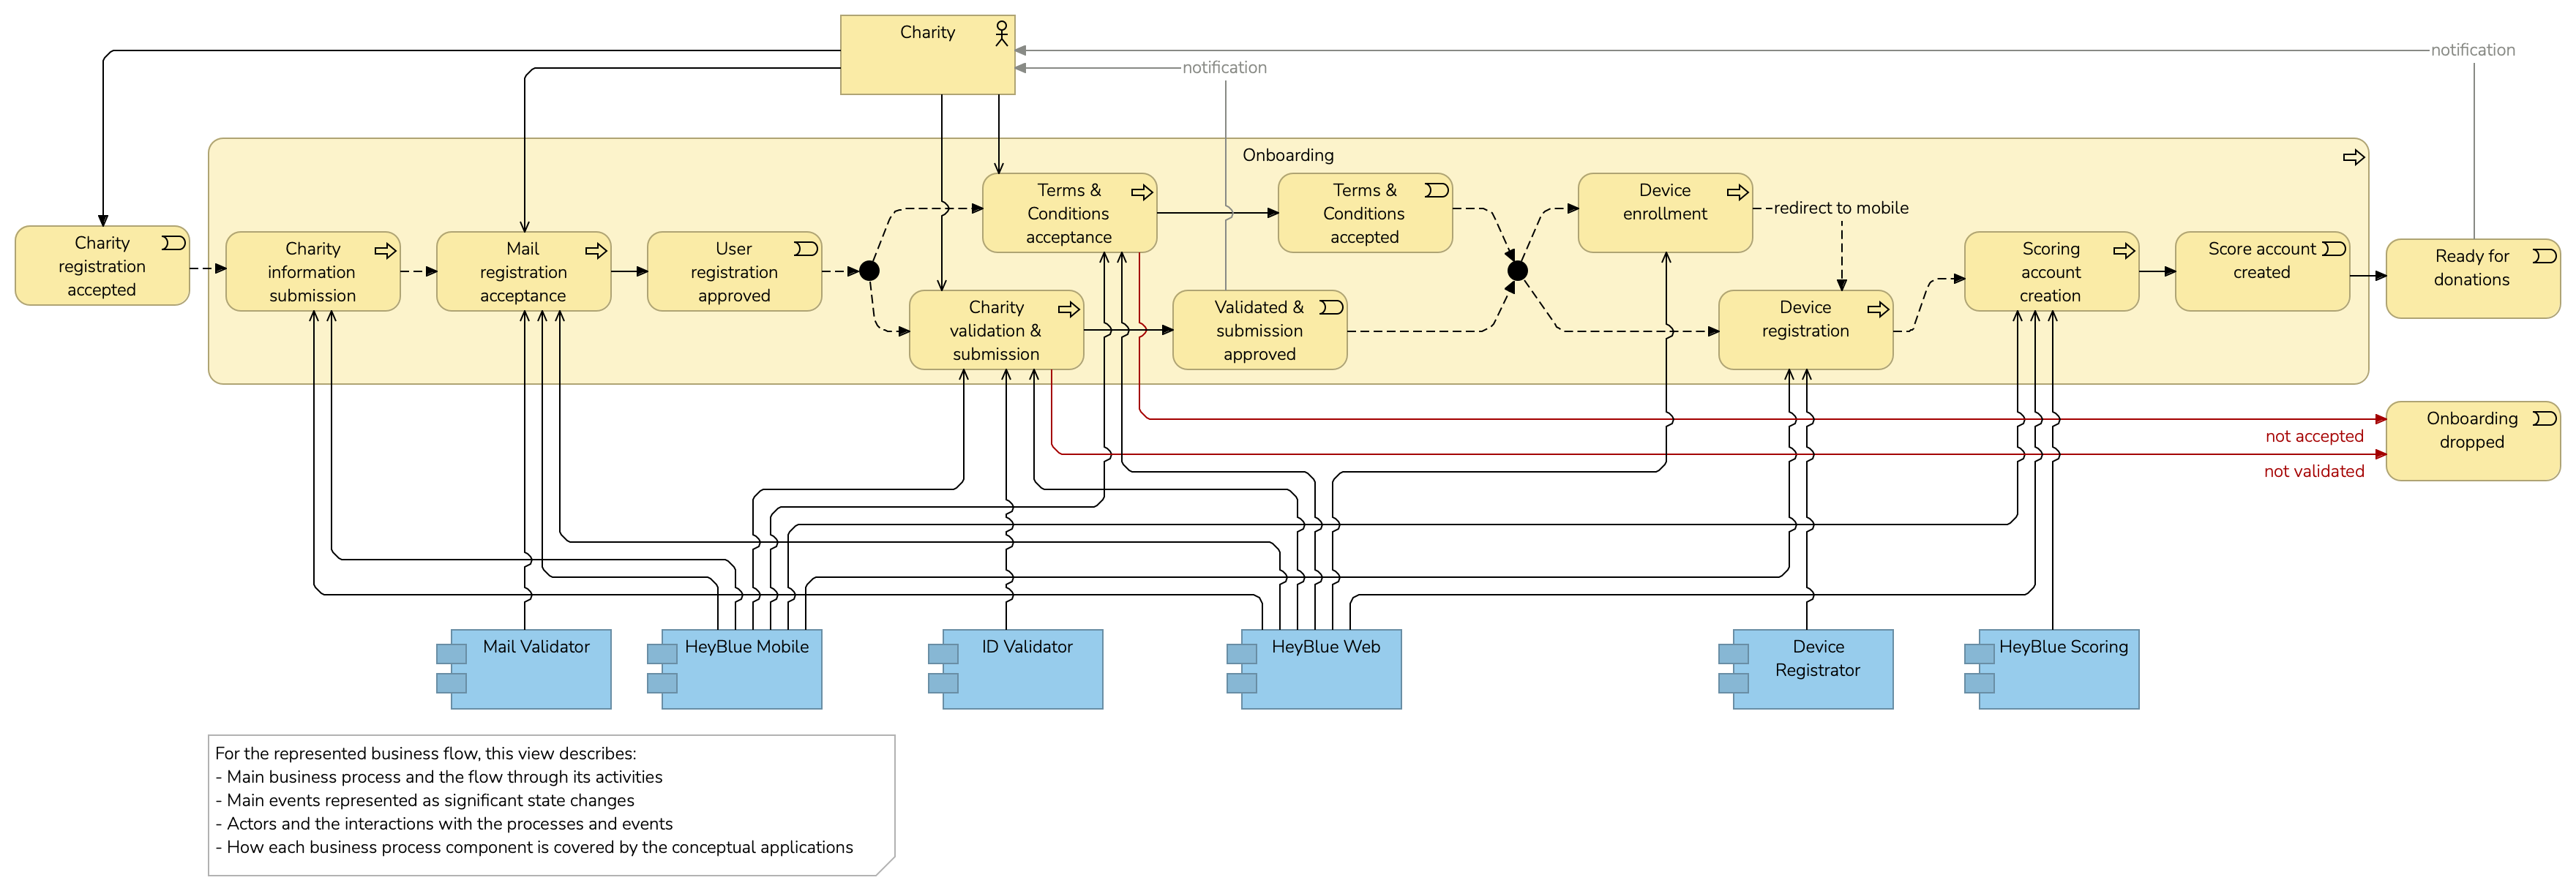 Charity
notification
notification
Onboarding
Charity
registration
accepted
Charity
information
submission
Mail
registration
acceptance
User
registration
approved
Terms &
Conditions
acceptance
Terms &
Conditions
accepted
Charity
validation &
submission
Validated &
submission
approved
Device
enrollment
redirect to mobile
Device
registration
Scoring
account
creation
Score account
created
Ready for
donations
Onboarding
dropped
not accepted
not validated
Mail Validator
HeyBlue Mobile
ID Validator
HeyBlue Web
Device
Registrator
HeyBlue Scoring
For the represented business flow, this view describes:
- Main business process and the flow through its activities
- Main events represented as significant state changes
- Actors and the interactions with the processes and events
- How each business process component is covered by the conceptual applications